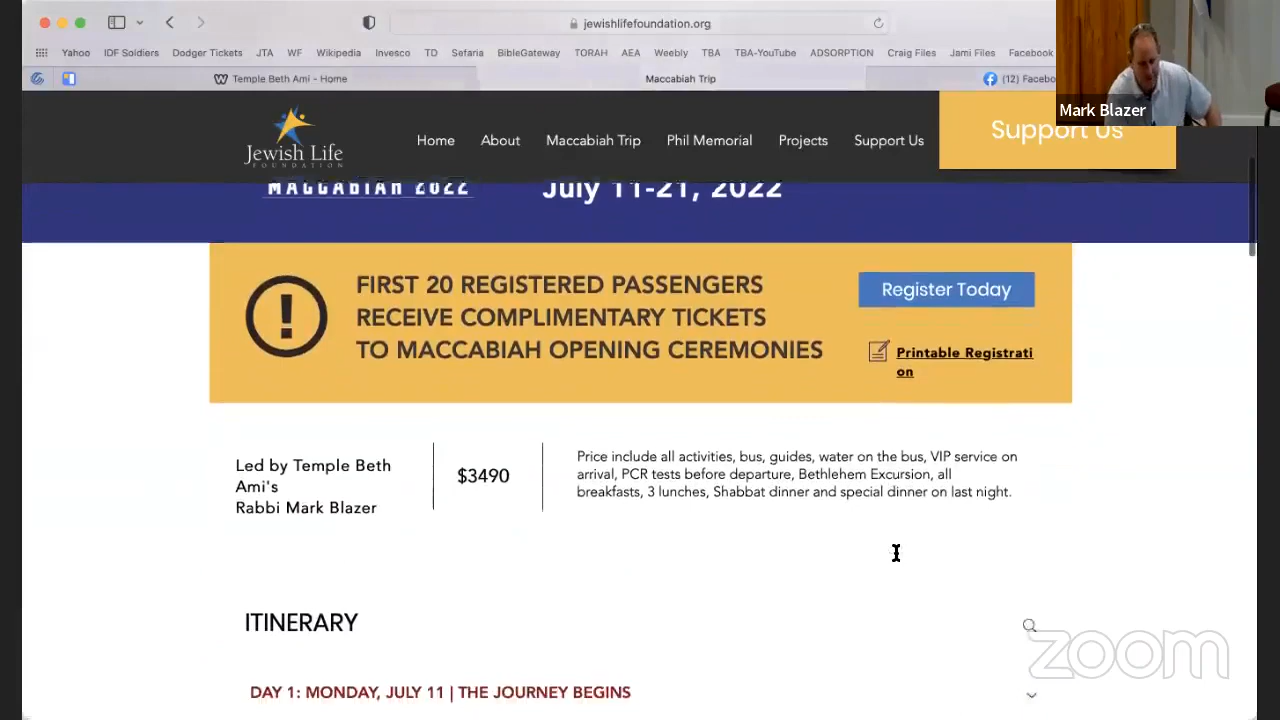 jewishlifefoundation.org
Yahoo IDF Soldiers Dodger Tickets JTA WF Wikipedia Invesco TD Sefaria BibleGateway TORAH AEA Weebly TBA TBA-YouTube ADSORPTION Craig Files Jami Files Facebook
Temple Beth Ami - Home Maccabiah Trip (12) Facebo
Mark Blazer
Jewish Life
FOUNDATION
Home About Maccabiah Trip Phil Memorial Projects Support Us Support Us
MACCABIAH 2022 July 11-21, 2022
FIRST 20 REGISTERED PASSENGERS
RECEIVE COMPLIMENTARY TICKETS
TO MACCABIAH OPENING CEREMONIES
Register Today
Printable Registrati
on
Led by Temple Beth
Ami's
Rabbi Mark Blazer
$3490
Price include all activities, bus, guides, water on the bus, VIP service on
arrival, PCR tests before departure, Bethlehem Excursion, all
breakfasts, 3 lunches, Shabbat dinner and special dinner on last night.
ITINERARY
DAY 1: MONDAY, JULY 11 | THE JOURNEY BEGINS
zoom